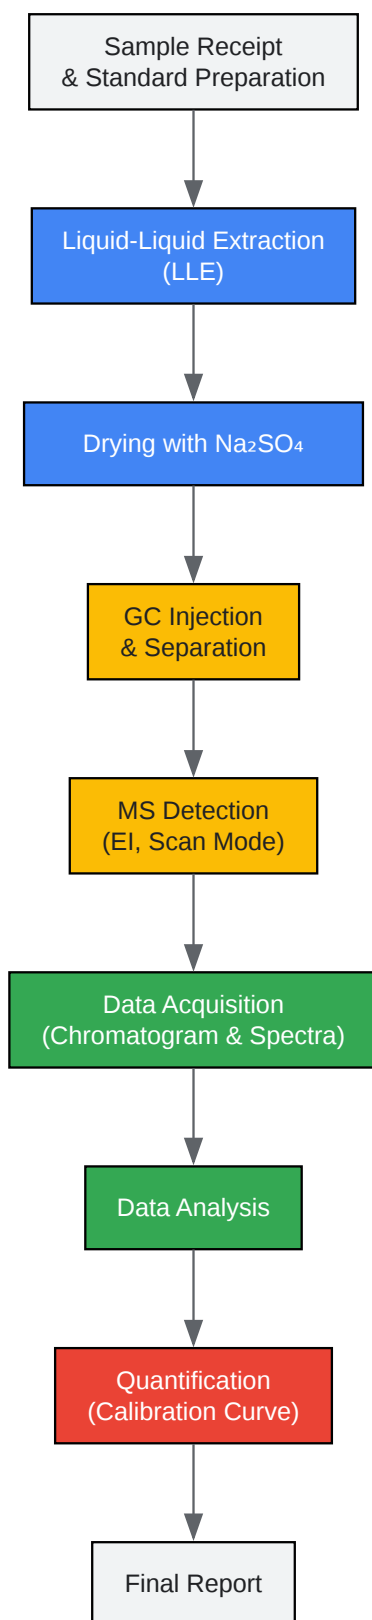 Sample Receipt
& Standard Preparation
Liquid-Liquid Extraction
(LLE)
Drying with Na₂SO₄
GC Injection
& Separation
MS Detection
(EI, Scan Mode)
Data Acquisition
(Chromatogram & Spectra)
Data Analysis
Quantification
(Calibration Curve)
Final Report